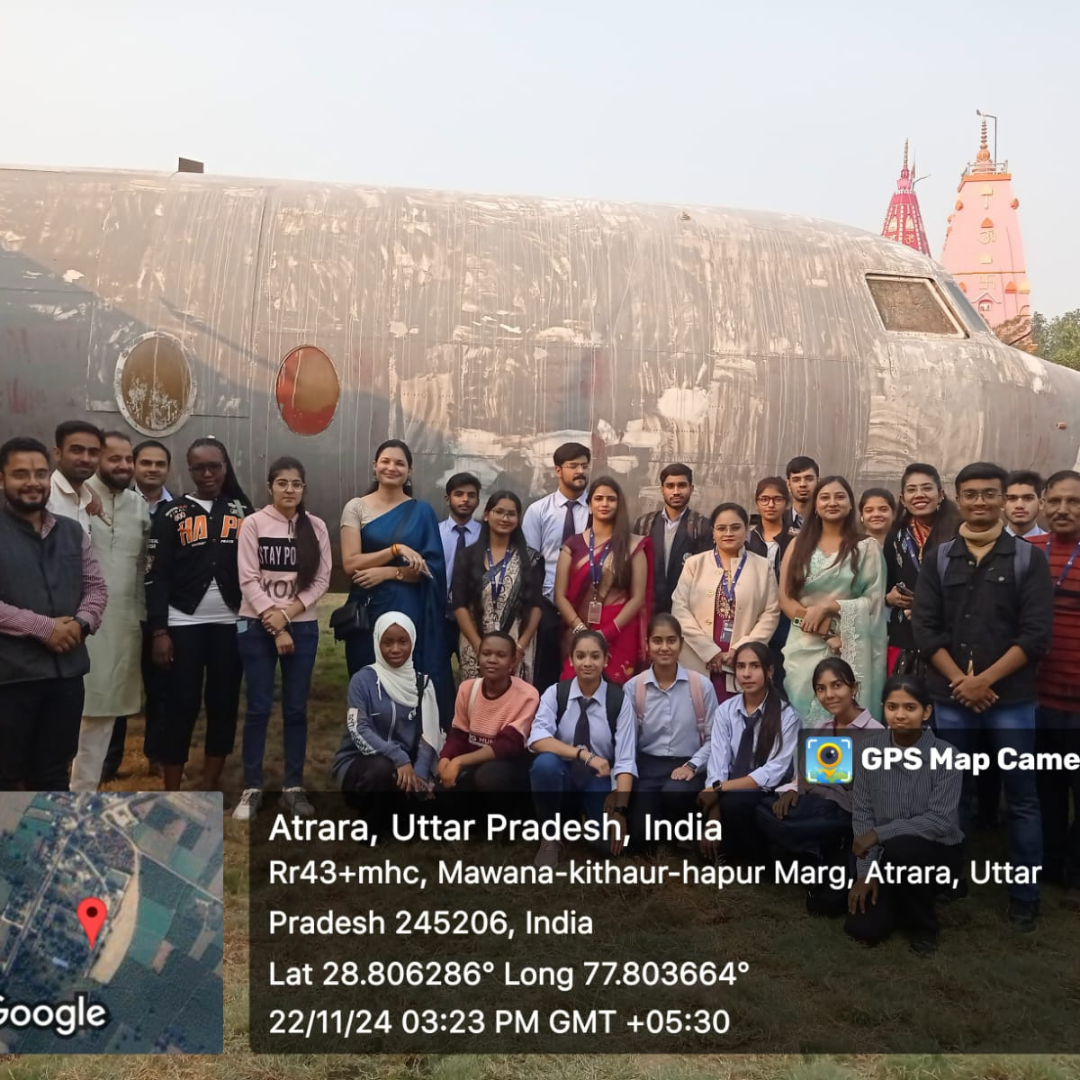 STAY PO
XOX
GPS Map Came
Atrara, Uttar Pradesh, India
Rr43+mhc, Mawana-kithaur-hapur Marg, Atrara, Uttar
Pradesh 245206, India
Lat 28.806286° Long 77.803664°
22/11/24 03:23 PM GMT +05:30
Google